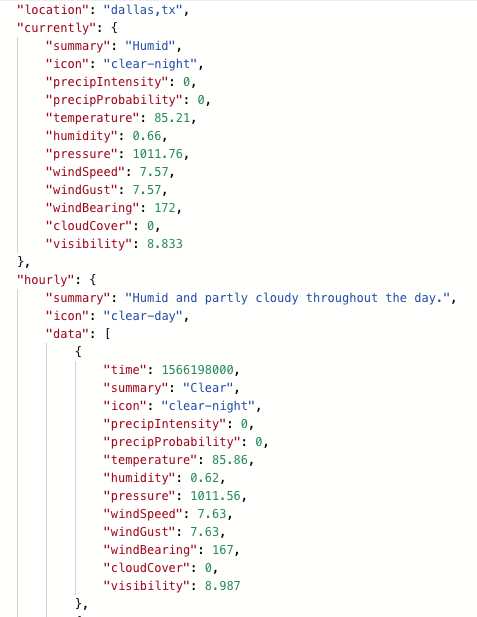 "location": "dallas,tx",
"currently": {
"summary": "Humid",
"icon": "clear-night",
"precipIntensity": 0,
"precipProbability": 0,
"temperature": 85.21,
"humidity": 0.66,
"pressure": 1011.76,
"windSpeed": 7.57,
"windGust": 7.57,
"windBearing": 172,
"cloudCover": 0,
"visibility": 8.833
},
"hourly": {
"summary": "Humid and partly cloudy throughout the day.",
"icon": "clear-day",
"data": [
{
"time": 1566198000,
"summary": "Clear",
"icon": "clear-night",
"precipIntensity": 0,
"precipProbability": 0,
"temperature": 85.86,
"humidity": 0.62,
"pressure": 1011.56,
"windSpeed": 7.63,
"windGust": 7.63,
"windBearing": 167,
"cloudCover": 0,
"visibility": 8.987
},